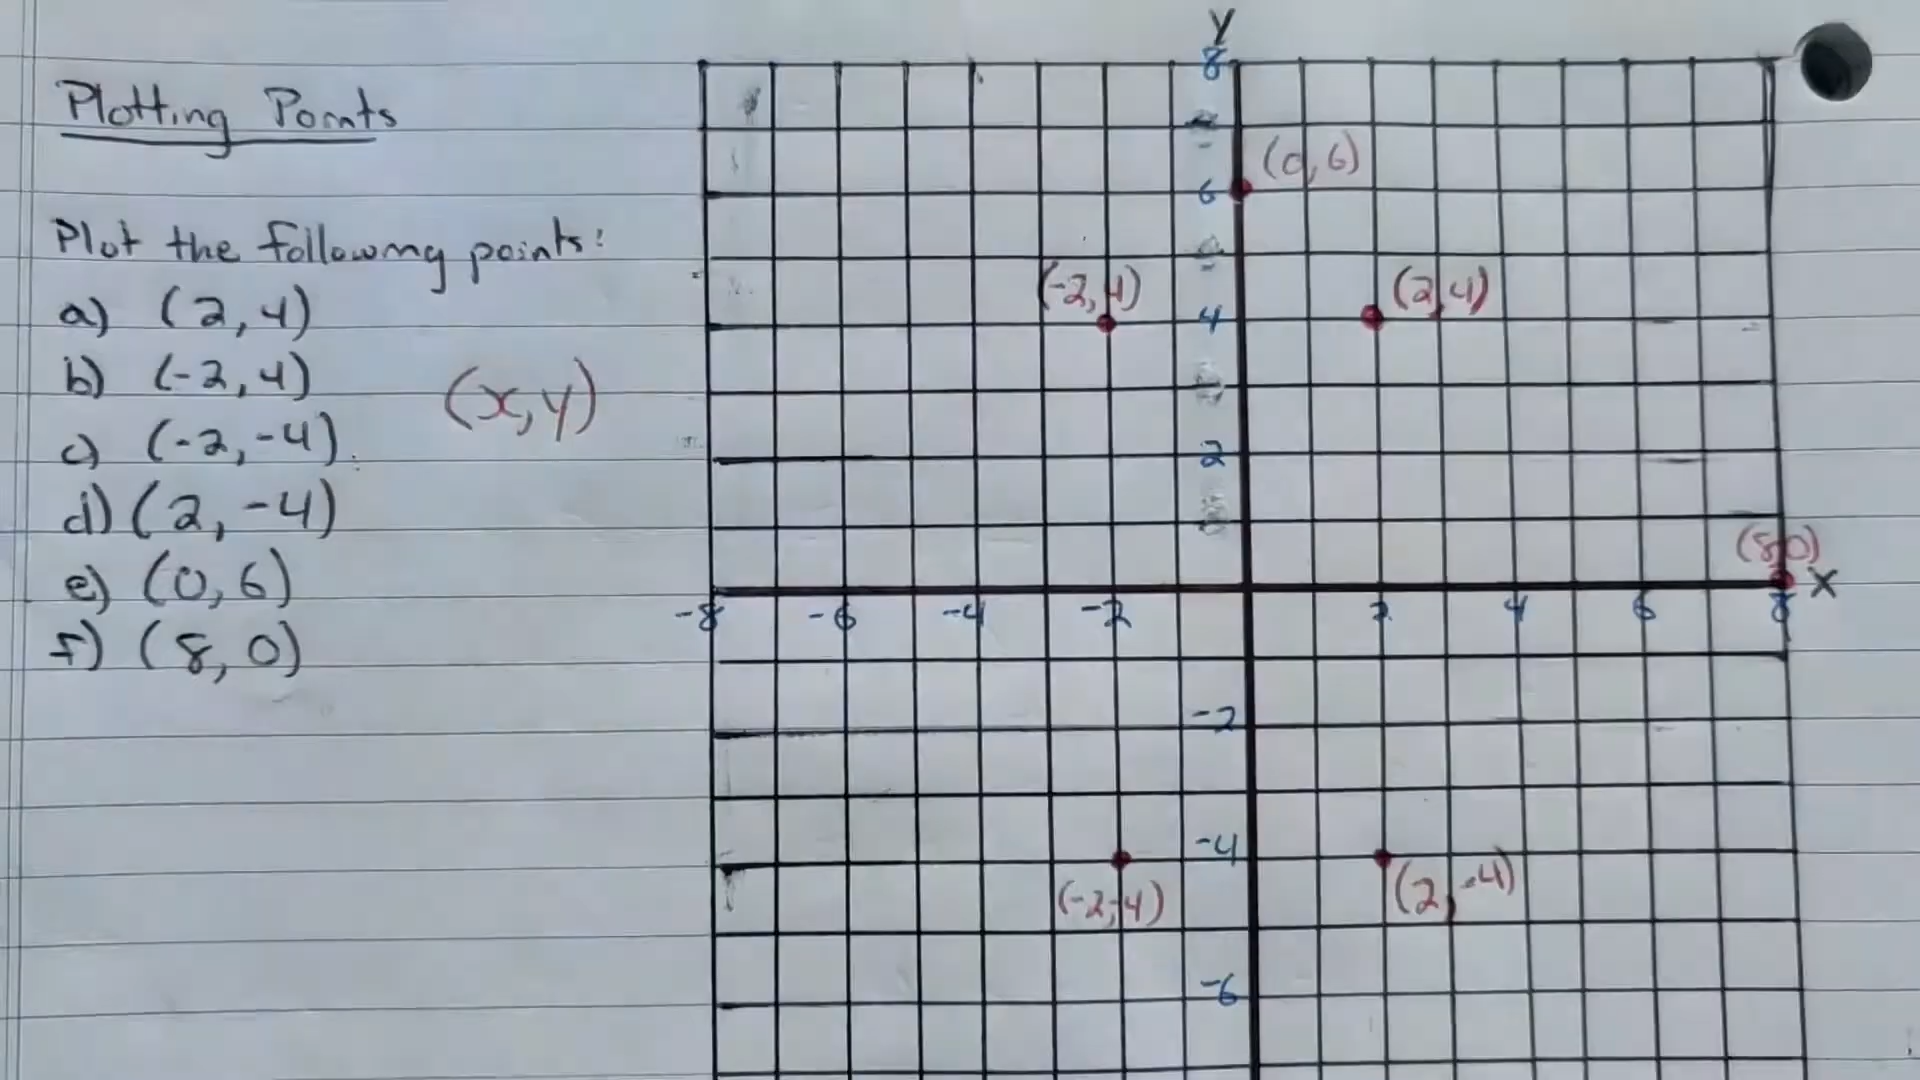 Plotting Points
Plot the following points:
a) (2,4)
b) (-2,4)
c) (-2,-4)
d) (2,-4)
e) (0,6)
f) (8,0)
(x,y)
y
8
(0,6)
6
(-2,4)
(2,4)
4
2
(8,0)
x
-8 -6 -4 -2 2 4 6 8
-2
-4
(-2,-4)
(2,-4)
-6